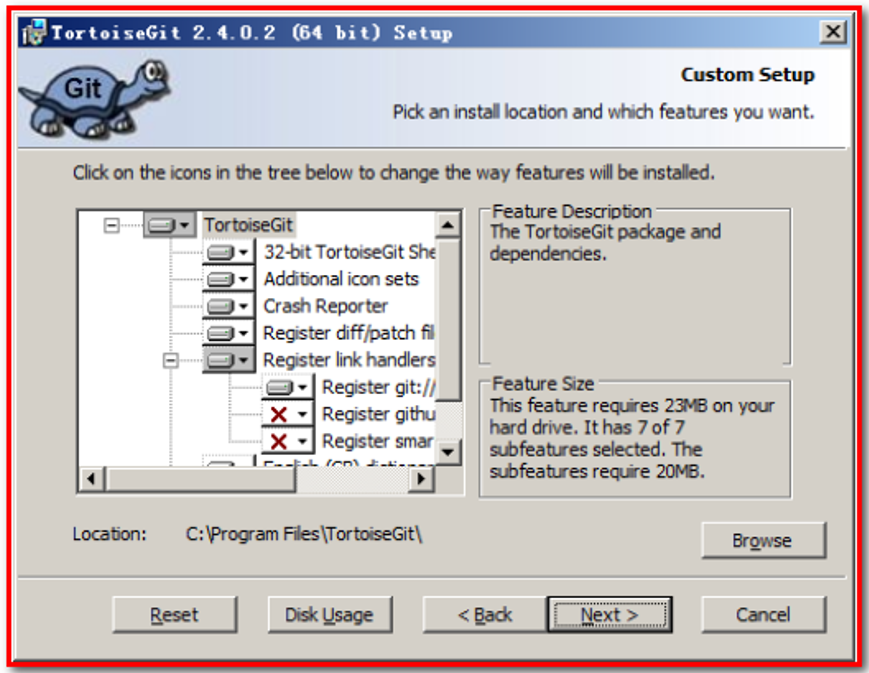 TortoiseGit 2.4.0.2 (64 bit) Setup
Git
Custom Setup
Pick an install location and which features you want.
Click on the icons in the tree below to change the way features will be installed.
TortoiseGit
32-bit TortoiseGit She
Additional icon sets
Crash Reporter
Register diff/patch fil
Register link handlers
Register git://
Register githu
Register smar
English (GB) dictionar
Feature Description
The TortoiseGit package and
dependencies.
Feature Size
This feature requires 23MB on your
hard drive. It has 7 of 7
subfeatures selected. The
subfeatures require 20MB.
Location: C:\Program Files\TortoiseGit\
Browse
Reset Disk Usage < Back Next > Cancel